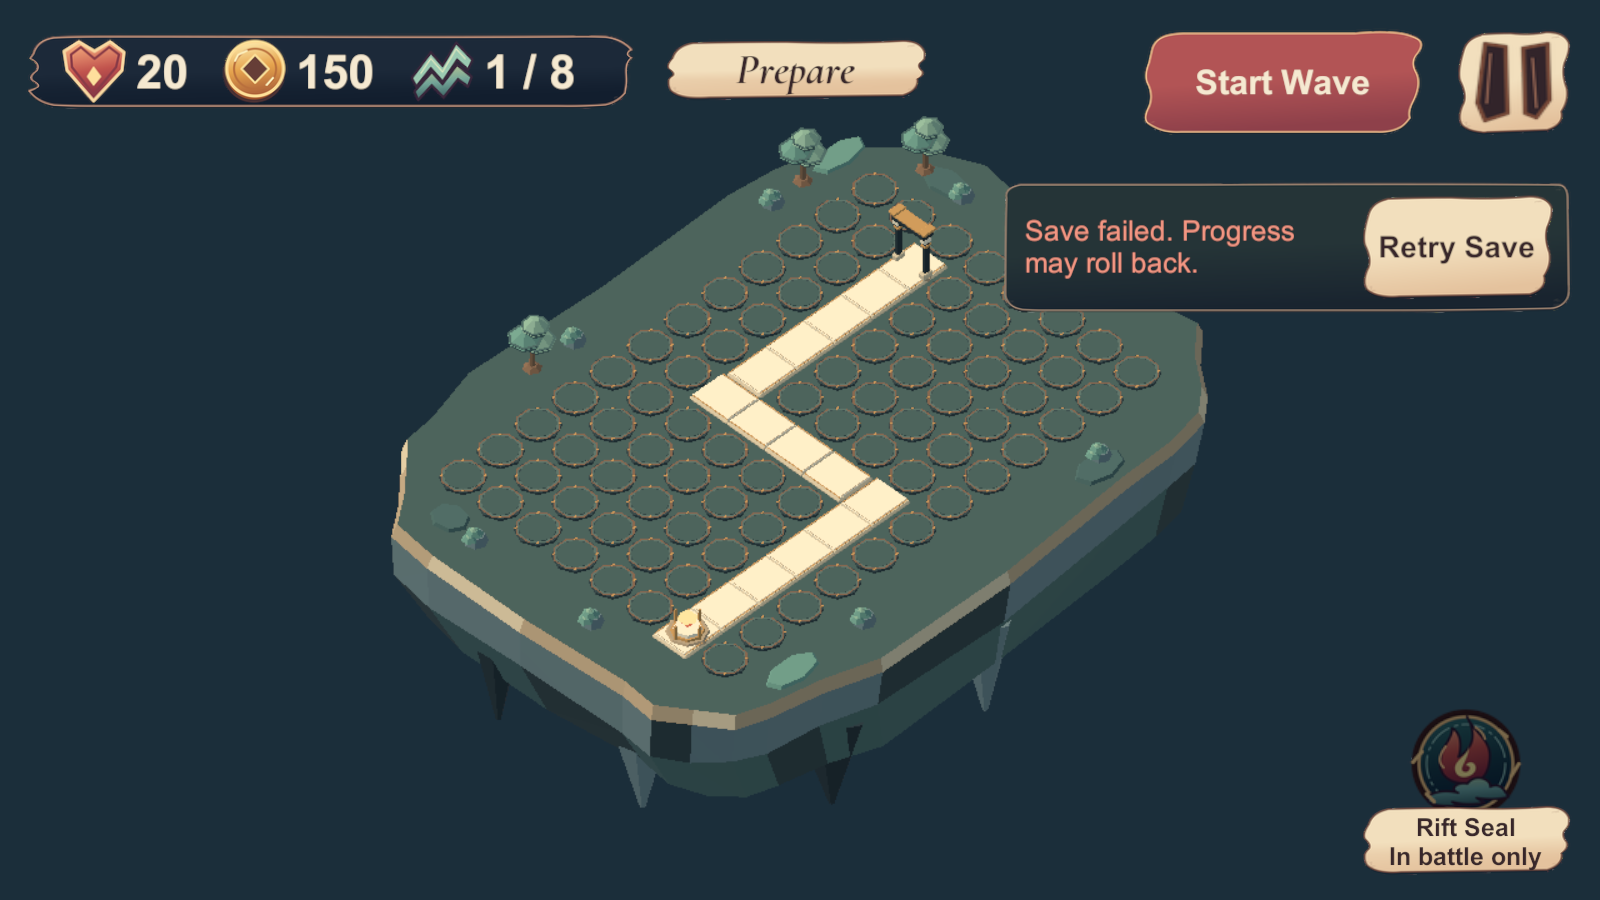 20 150 1 / 8
Prepare
Start Wave
Save failed. Progress
may roll back.
Retry Save
Rift Seal
In battle only